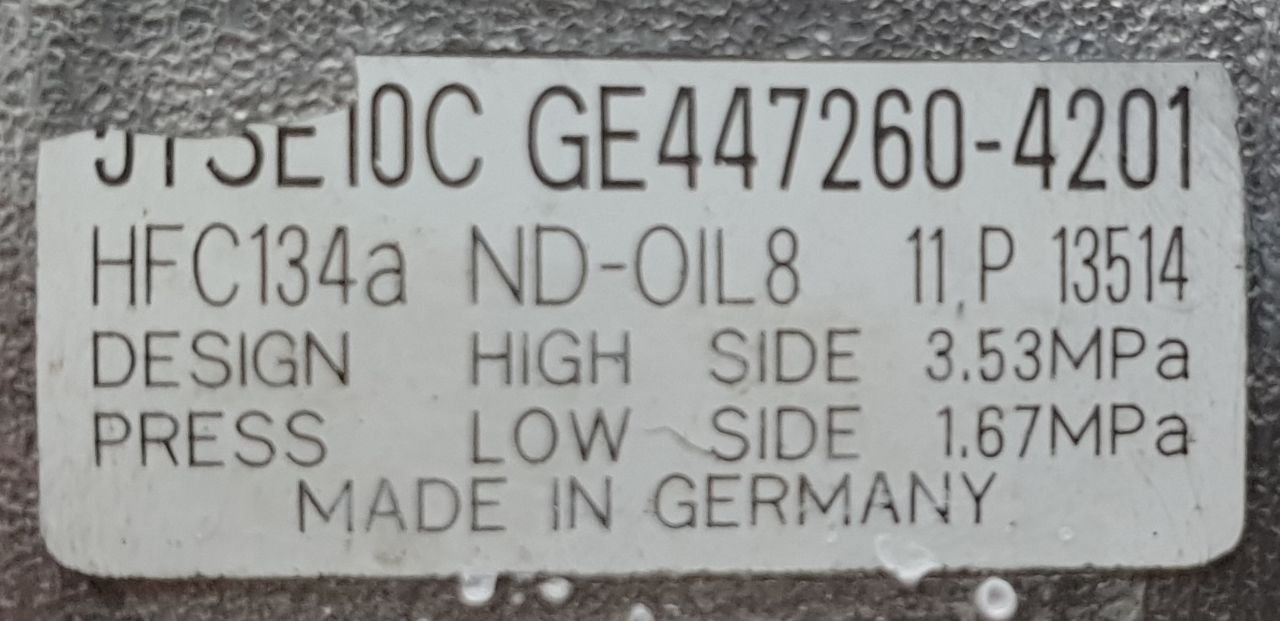 GE447260-4201
HFC134a ND-OIL8 11.P 13514
DESIGN HIGH SIDE 3.53MPa
PRESS LOW SIDE 1.67MPa
MADE IN GERMANY